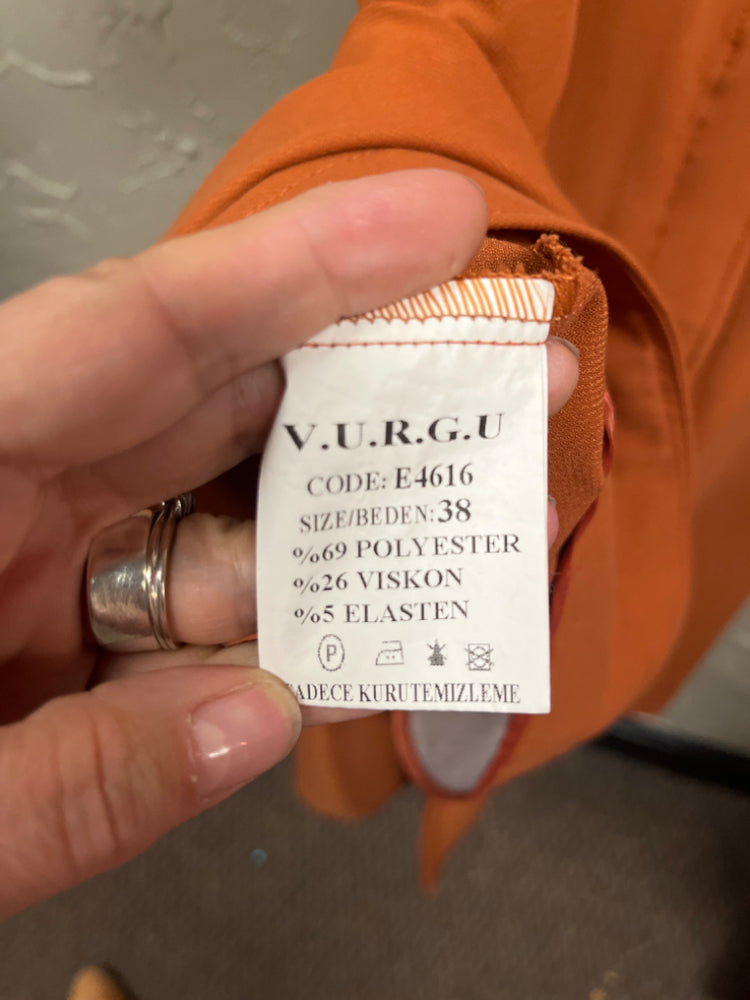 V.U.R.G.U
CODE: E4616
SIZE/BEDEN:38
%69 POLYESTER
%26 VISKON
%5 ELASTEN
P
SADECE KURUTEMIZLEME